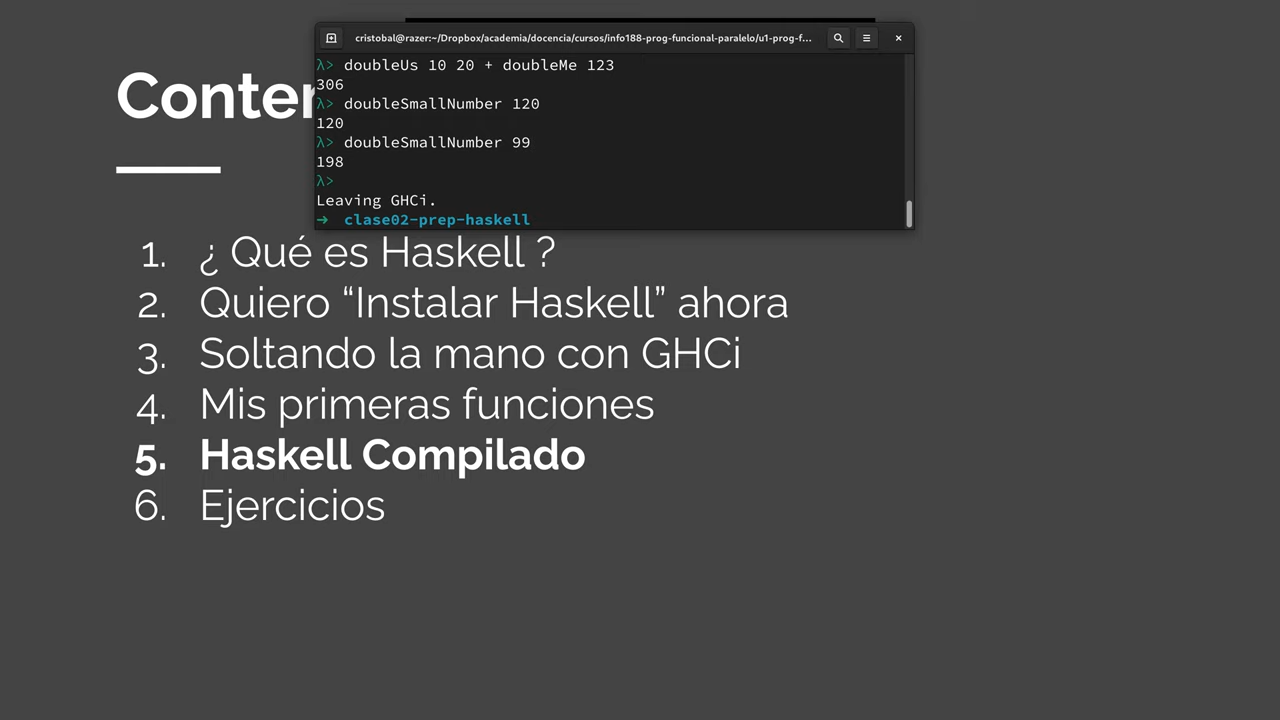 cristobal@razer:~/Dropbox/academia/docencia/cursos/info188-prog-funcional-paralelo/u1-prog-f...
λ> doubleUs 10 20 + doubleMe 123
306
λ> doubleSmallNumber 120
120
λ> doubleSmallNumber 99
198
λ>
Leaving GHCi.
➜ clase02-prep-haskell
1. ¿ Qué es Haskell ?
2. Quiero “Instalar Haskell” ahora
3. Soltando la mano con GHCi
4. Mis primeras funciones
5. Haskell Compilado
6. Ejercicios